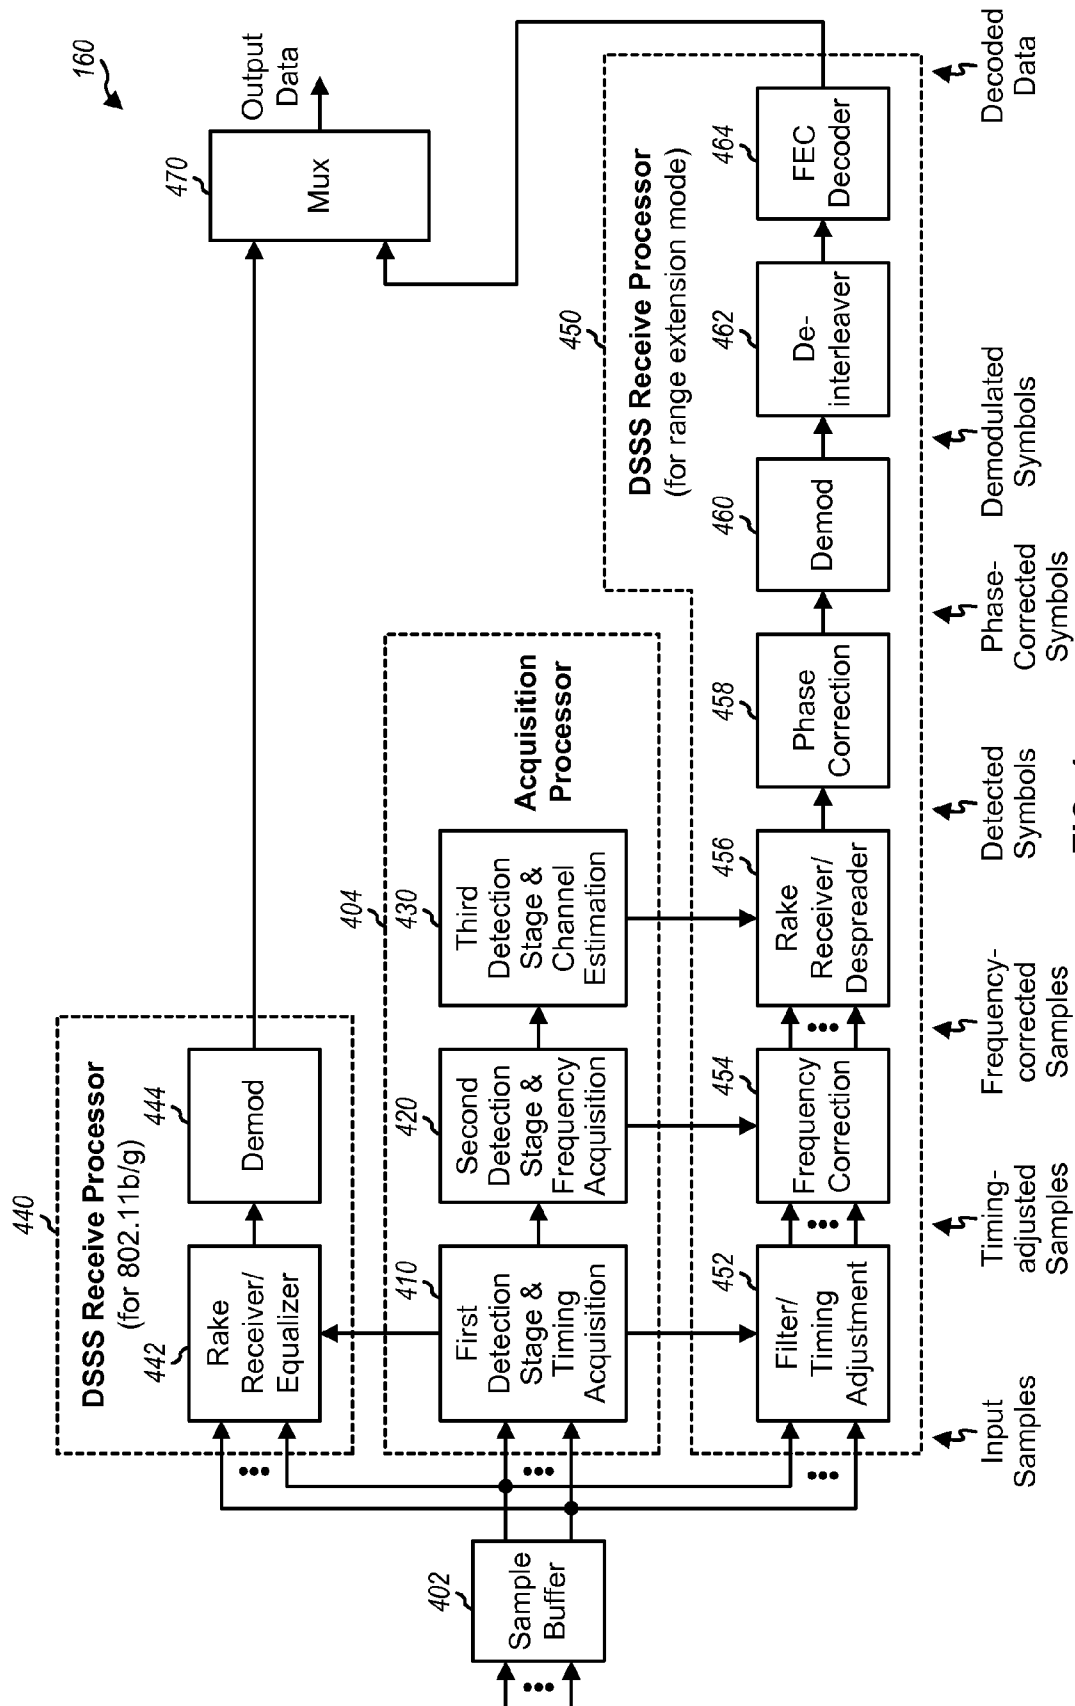 160
440
DSSS Receive Processor
(for 802.11b/g)
442
Rake
Receiver/
Equalizer
444
Demod
470
Mux
Output
Data
402
Sample
Buffer
404
Acquisition
Processor
410
First
Detection
Stage &
Timing
Acquisition
420
Second
Detection
Stage &
Frequency
Acquisition
430
Third
Detection
Stage &
Channel
Estimation
450
DSSS Receive Processor
(for range extension mode)
452
Filter/
Timing
Adjustment
454
Frequency
Correction
456
Rake
Receiver/
Despreader
458
Phase
Correction
460
Demod
462
De-
interleaver
464
FEC
Decoder
Input
Samples
Timing-
adjusted
Samples
Frequency-
corrected
Samples
Detected
Symbols
Phase-
Corrected
Symbols
Demodulated
Symbols
Decoded
Data